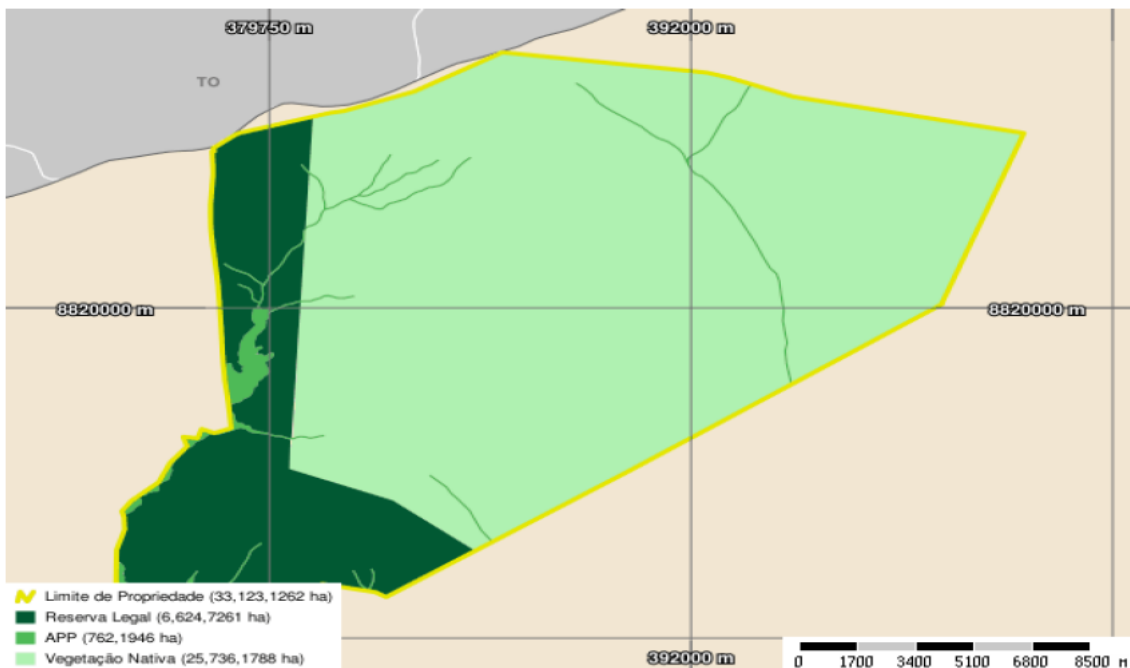 379750 m
392000 m
TO
8820000 m
8820000 m
Limite de Propriedade (33,123,1262 ha)
Reserva Legal (6,624,7261 ha)
APP (762,1946 ha)
Vegetação Nativa (25,736,1788 ha)
392000 m
0 1700 3400 5100 6800 8500 m